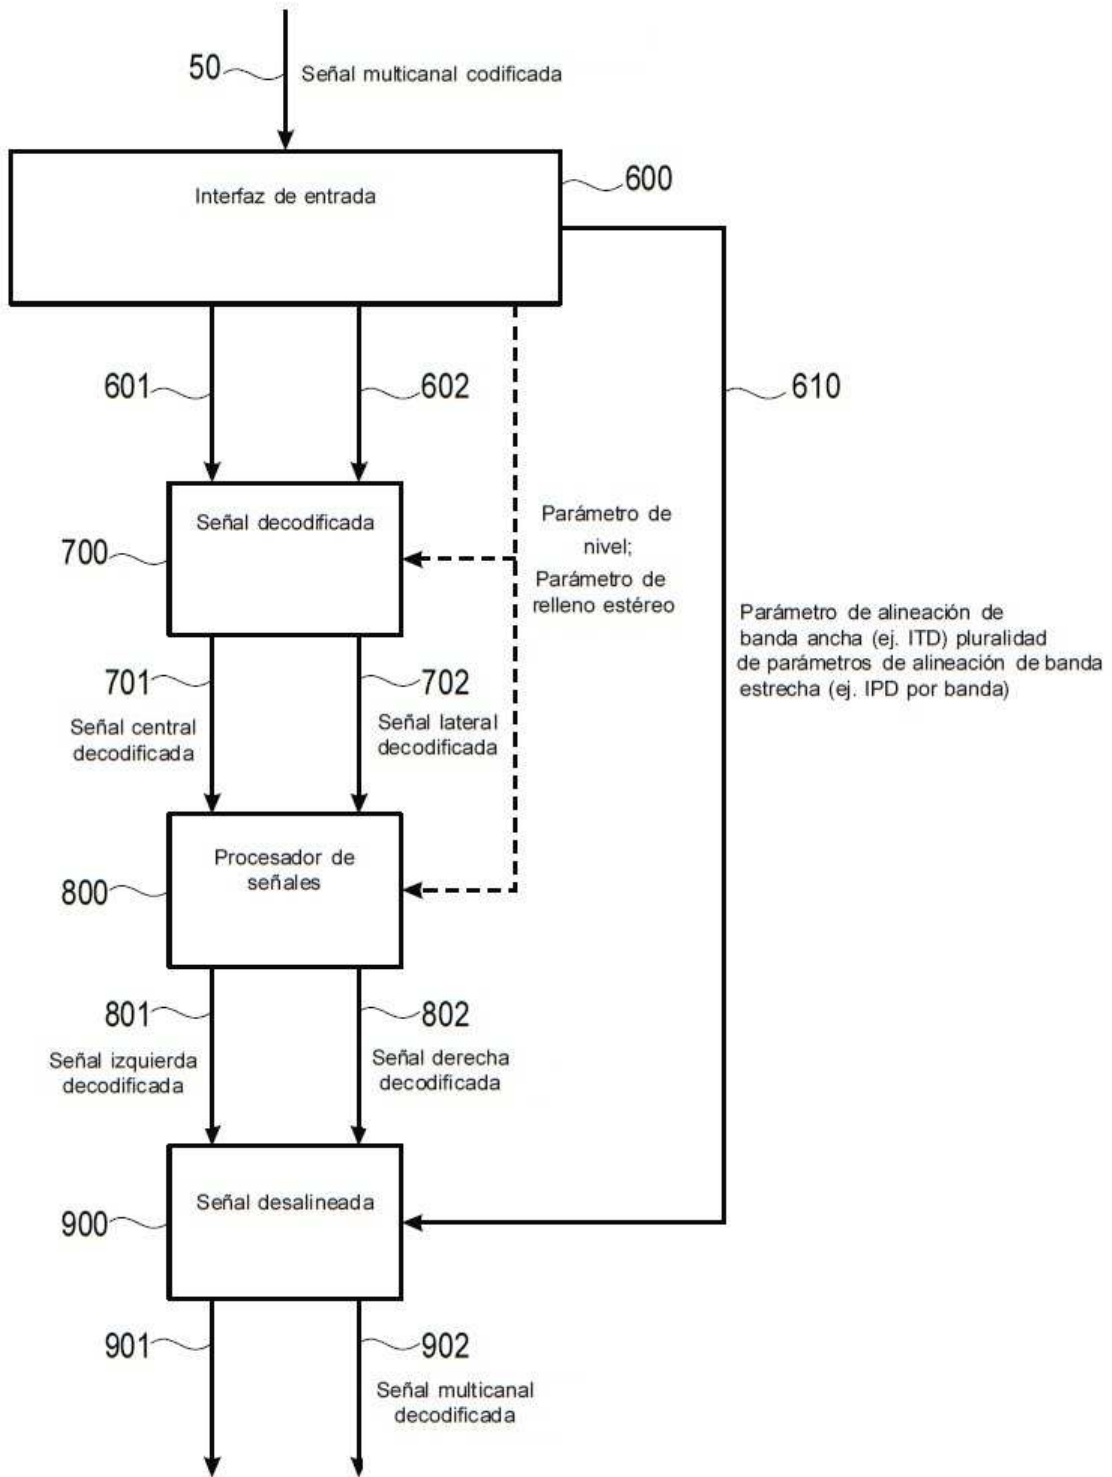 50
Señal multicanal codificada
Interfaz de entrada
600
601
602
610
Señal decodificada
700
Parámetro de
nivel;
Parámetro de
relleno estéreo
Parámetro de alineación de
banda ancha (ej. ITD) pluralidad
de parámetros de alineación de banda
estrecha (ej. IPD por banda)
701
702
Señal central
decodificada
Señal lateral
decodificada
Procesador de
señales
800
801
802
Señal izquierda
decodificada
Señal derecha
decodificada
Señal desalineada
900
901
902
Señal multicanal
decodificada